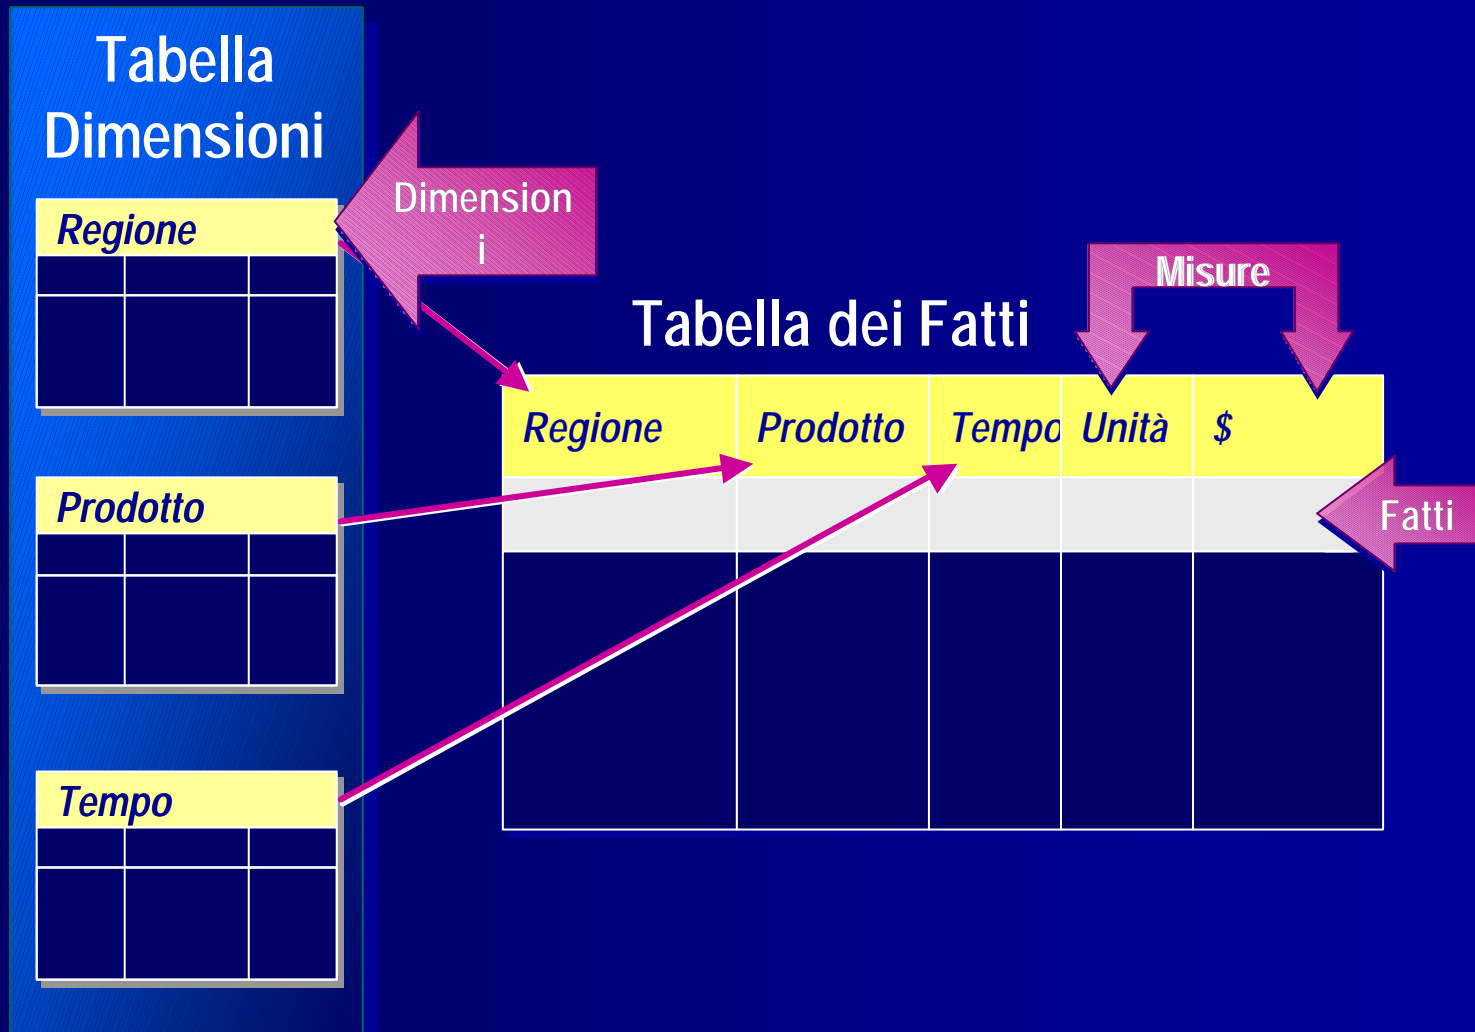 Tabella
Dimensioni
Regione
Dimension
i
Misure
Tabella dei Fatti
Regione Prodotto Tempo Unità $
Prodotto
Fatti
Tempo